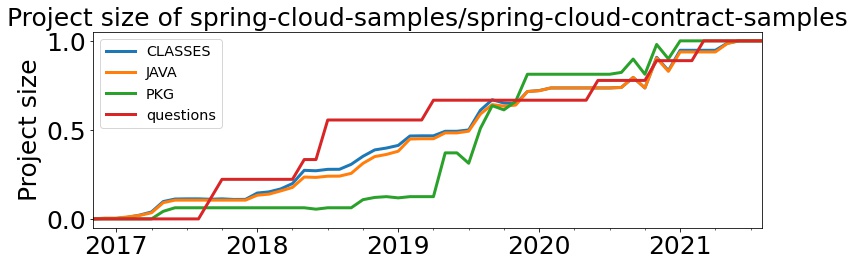 Project size of spring-cloud-samples/spring-cloud-contract-samples
1.0
0.5
0.0
Project size
CLASSES
JAVA
PKG
questions
2017 2018 2019 2020 2021